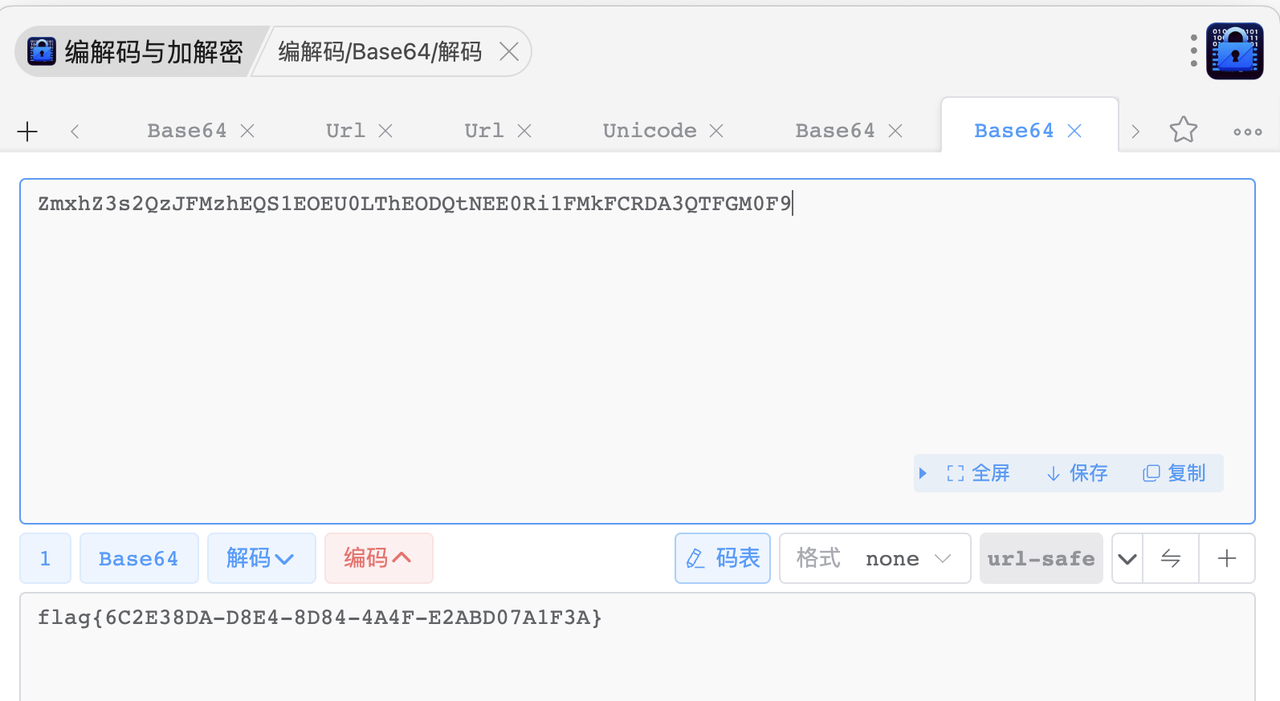 编解码与加解密 编解码/Base64/解码
Base64 Url Url Unicode Base64 Base64
ZmxhZ3s2QzJFMzhEQS1EOEU0LThEODQtNEE0Ri1FMkFCRDA3QTFGM0F9
全屏 保存 复制
1 Base64 解码 编码 码表 格式 none url-safe
flag{6C2E38DA-D8E4-8D84-4A4F-E2ABD07A1F3A}